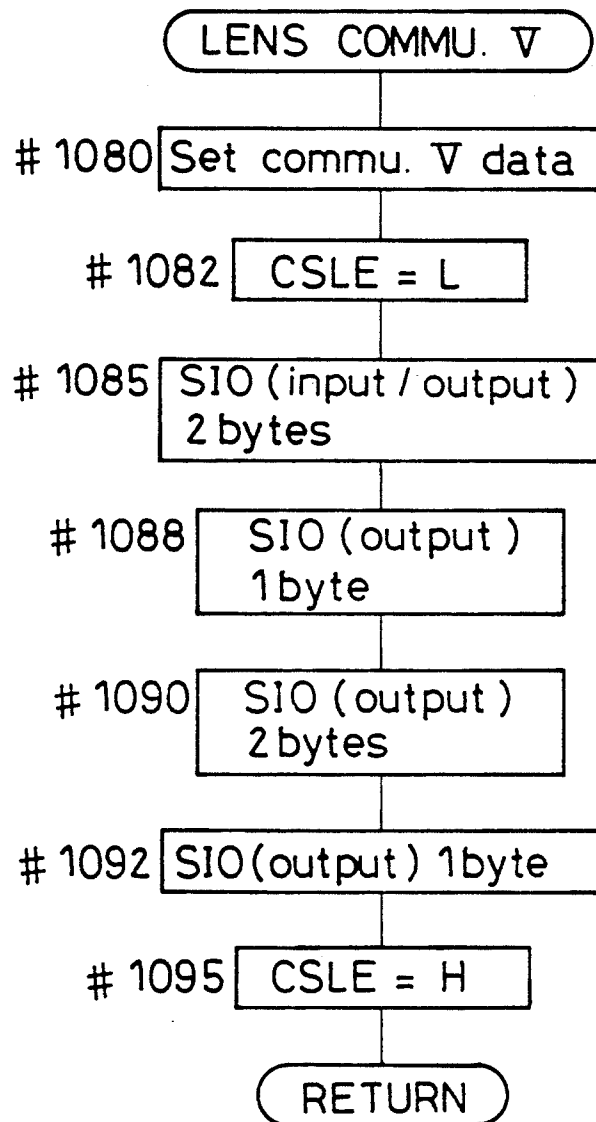 LENS COMMU. V
# 1080 Set commu. V data
# 1082 CSLE = L
# 1085 SIO (input / output)
2 bytes
# 1088 SIO (output)
1 byte
# 1090 SIO (output)
2 bytes
# 1092 SIO (output) 1 byte
# 1095 CSLE = H
RETURN